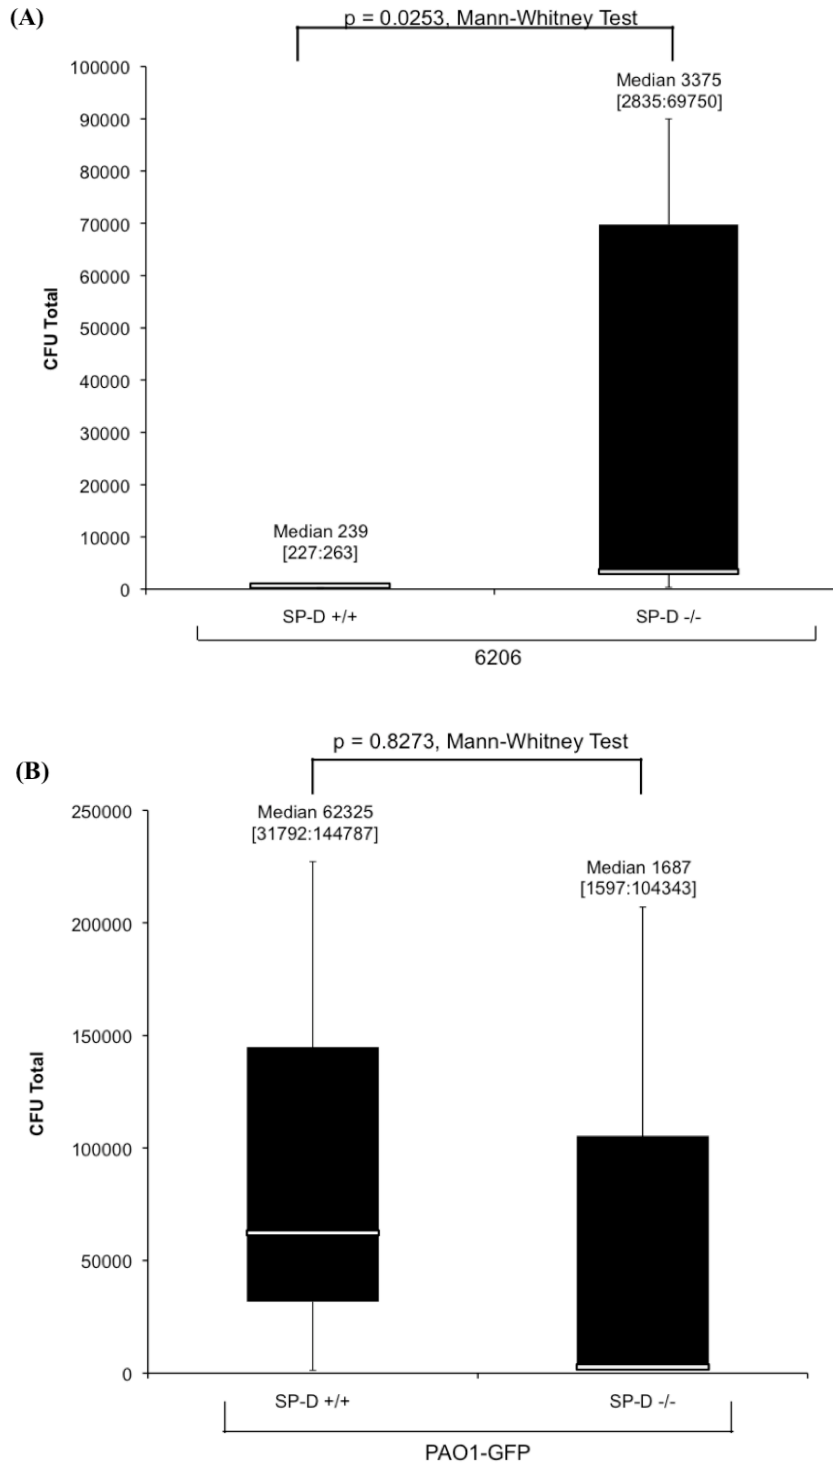 (A)
p = 0.0253, Mann-Whitney Test
100000
90000
80000
70000
60000
50000
40000
30000
20000
10000
0
CFU Total
Median 3375
[2835:69750]
Median 239
[227:263]
SP-D +/+
SP-D -/-
6206
(B)
p = 0.8273, Mann-Whitney Test
250000
200000
150000
100000
50000
0
CFU Total
Median 62325
[31792:144787]
Median 1687
[1597:104343]
SP-D +/+
SP-D -/-
PAO1-GFP